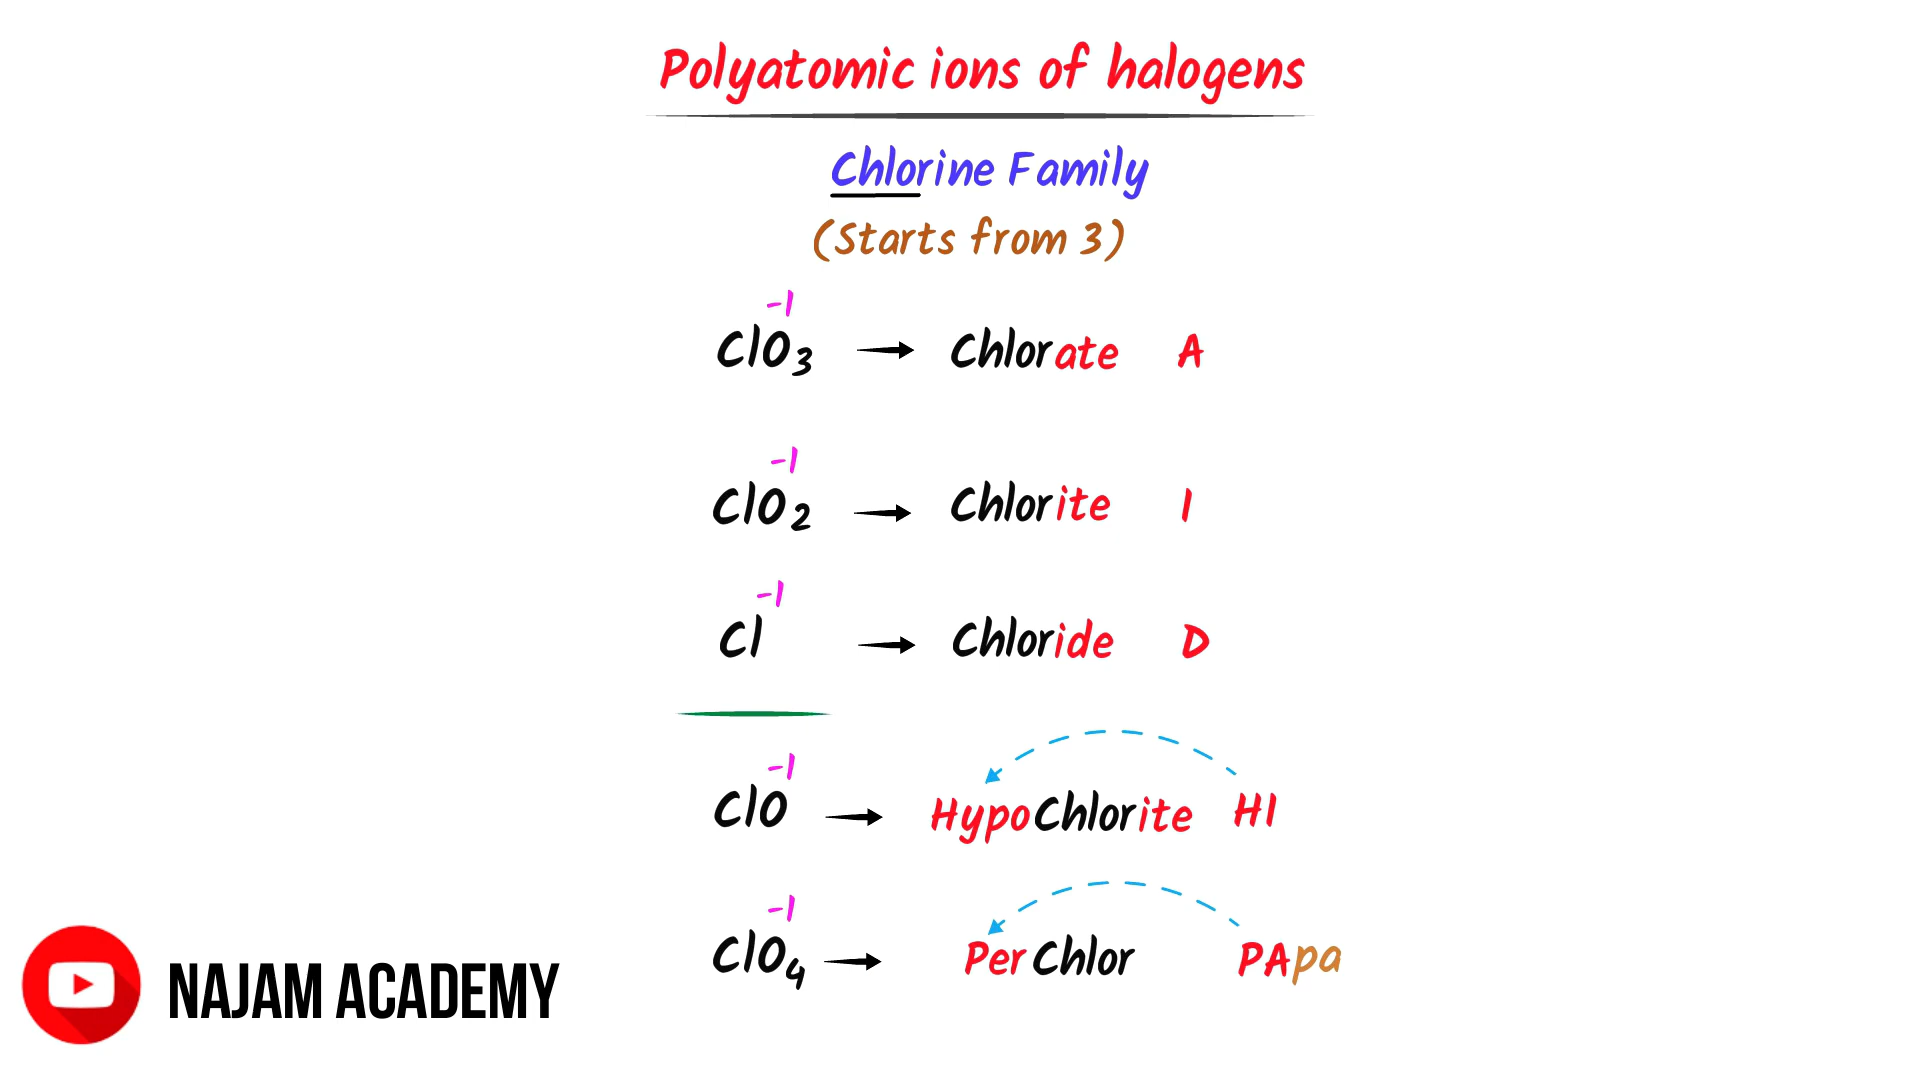 Polyatomic ions of halogens
Chlorine Family
(Starts from 3)
ClO₃⁻¹ → Chlorate A
ClO₂⁻¹ → Chlorite I
Cl⁻¹ → Chloride D
ClO⁻¹ → HypoChlorite HI
ClO₄⁻¹ → PerChlor PApa
NAJAM ACADEMY